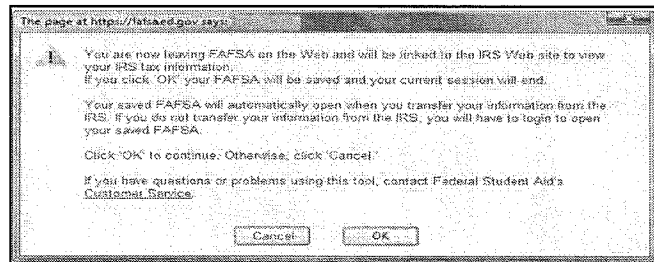 The page at https://fafsa.ed.gov says:
You are now leaving FAFSA on the Web and will be linked to the IRS Web site to view
your IRS tax information.
If you click "OK" your FAFSA will be saved and your current session will end.
Your saved FAFSA will automatically open when you transfer your information from the
IRS. If you do not transfer your information from the IRS, you will have to login to open
your saved FAFSA.
Click "OK" to continue. Otherwise, click "Cancel."
If you have questions or problems using this tool, contact Federal Student Aid's
Customer Service.
Cancel OK